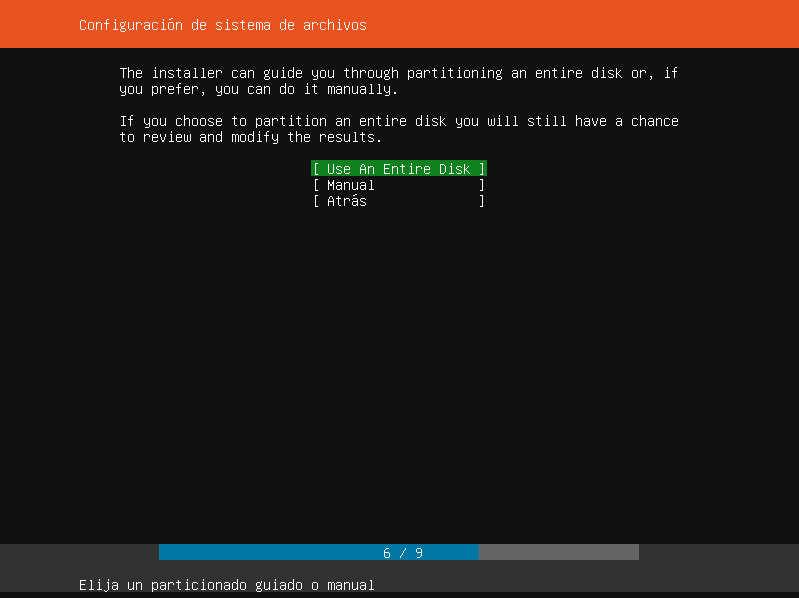 Configuración de sistema de archivos
The installer can guide you through partitioning an entire disk or, if
you prefer, you can do it manually.
If you choose to partition an entire disk you will still have a chance
to review and modify the results.
[ Use An Entire Disk ]
[ Manual ]
[ Atrás ]
6 / 9
Elija un particionado guiado o manual